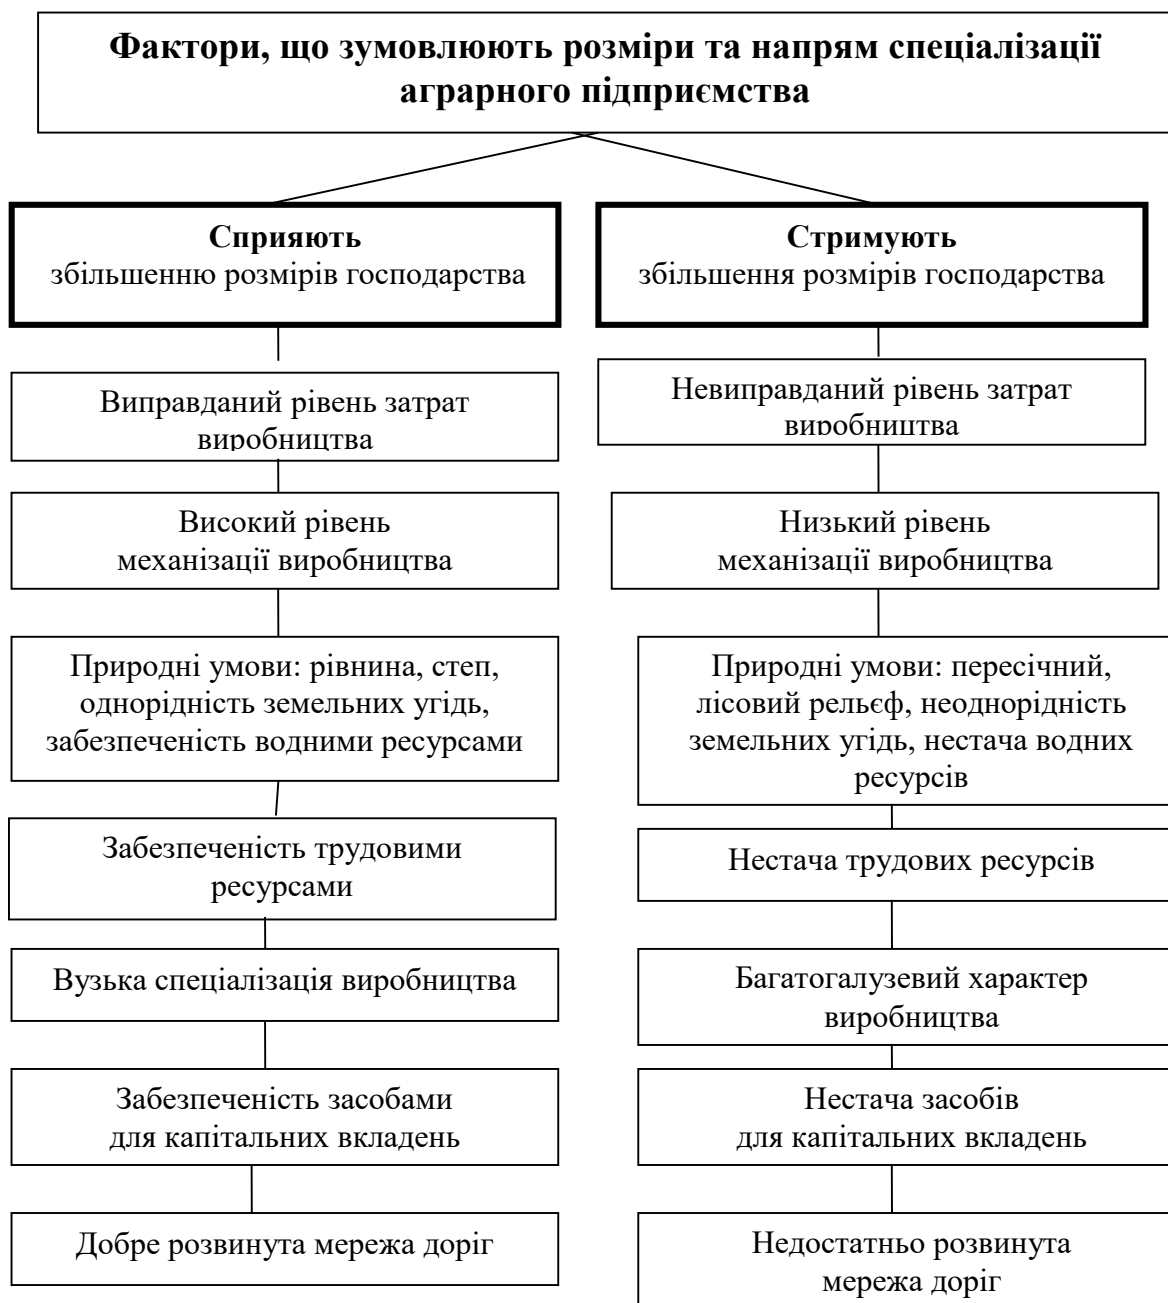 Фактори, що зумовлюють розміри та напрям спеціалізації
аграрного підприємства
Сприяють
збільшенню розмірів господарства
Стримують
збільшення розмірів господарства
Виправданий рівень затрат
виробництва
Невиправданий рівень затрат
виробництва
Високий рівень
механізації виробництва
Низький рівень
механізації виробництва
Природні умови: рівнина, степ,
однорідність земельних угідь,
забезпеченість водними ресурсами
Природні умови: пересічний,
лісовий рельєф, неоднорідність
земельних угідь, нестача водних
ресурсів
Забезпеченість трудовими
ресурсами
Нестача трудових ресурсів
Вузька спеціалізація виробництва
Багатогалузевий характер
виробництва
Забезпеченість засобами
для капітальних вкладень
Нестача засобів
для капітальних вкладень
Добре розвинута мережа доріг
Недостатньо розвинута
мережа доріг